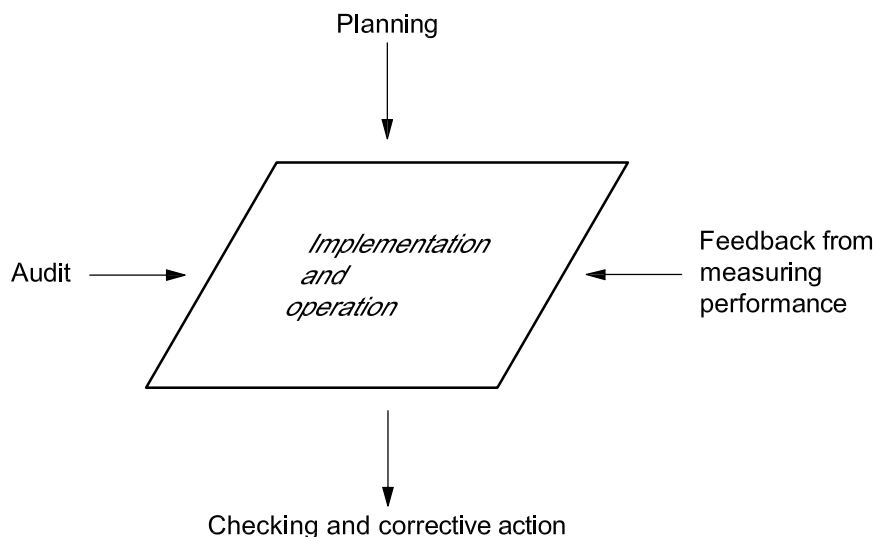 Planning
Implementation
and
operation
Audit
Feedback from
measuring
performance
Checking and corrective action